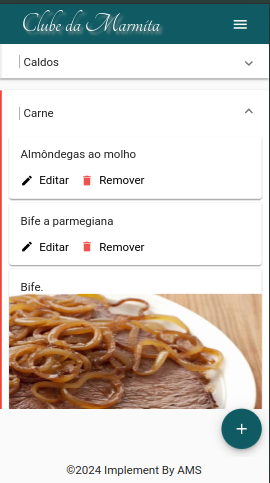 Clube da Marmita
Caldos
Carne
Almôndegas ao molho
Editar Remover
Bife a parmegiana
Editar Remover
Bife.
©2024 Implement By AMS